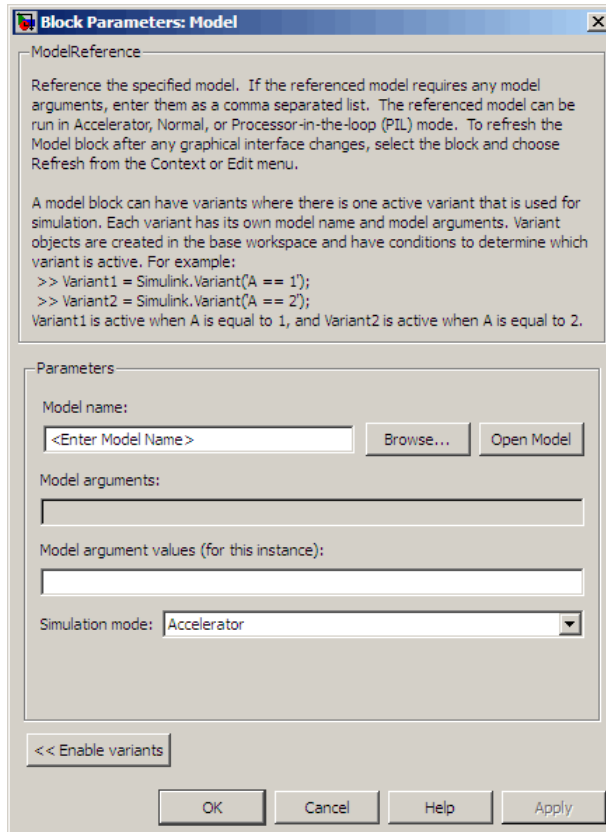 Block Parameters: Model
ModelReference
Reference the specified model. If the referenced model requires any model
arguments, enter them as a comma separated list. The referenced model can be
run in Accelerator, Normal, or Processor-in-the-loop (PIL) mode. To refresh the
Model block after any graphical interface changes, select the block and choose
Refresh from the Context or Edit menu.
A model block can have variants where there is one active variant that is used for
simulation. Each variant has its own model name and model arguments. Variant
objects are created in the base workspace and have conditions to determine which
variant is active. For example:
>> Variant1 = Simulink.Variant('A == 1');
>> Variant2 = Simulink.Variant('A == 2');
Variant1 is active when A is equal to 1, and Variant2 is active when A is equal to 2.
Parameters
Model name:
<Enter Model Name> Browse... Open Model
Model arguments:
Model argument values (for this instance):
Simulation mode: Accelerator
<< Enable variants
OK Cancel Help Apply